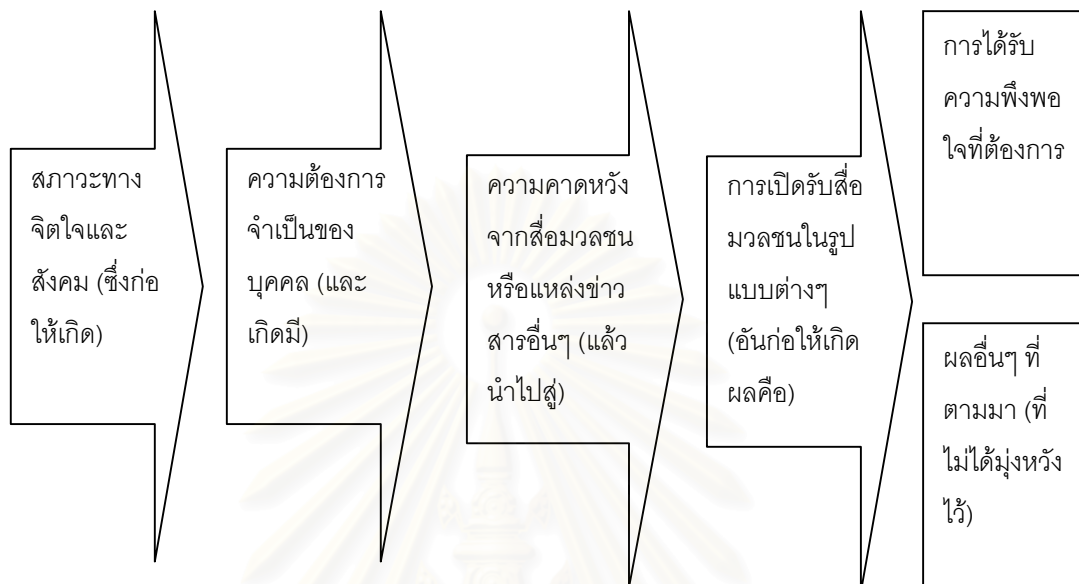 สภาวะทาง
จิตใจและ
สังคม (ซึ่งก่อ
ให้เกิด)
ความต้องการ
จำเป็นของ
บุคคล (และ
เกิดมี)
ความคาดหวัง
จากสื่อมวลชน
หรือแหล่งข่าว
สารอื่นๆ (แล้ว
นำไปสู่)
การเปิดรับสื่อ
มวลชนในรูป
แบบต่างๆ
(อันก่อให้เกิด
ผลคือ)
การได้รับ
ความพึงพอ
ใจที่ต้องการ
ผลอื่นๆ ที่
ตามมา (ที่
ไม่ได้มุ่งหวัง
ไว้)